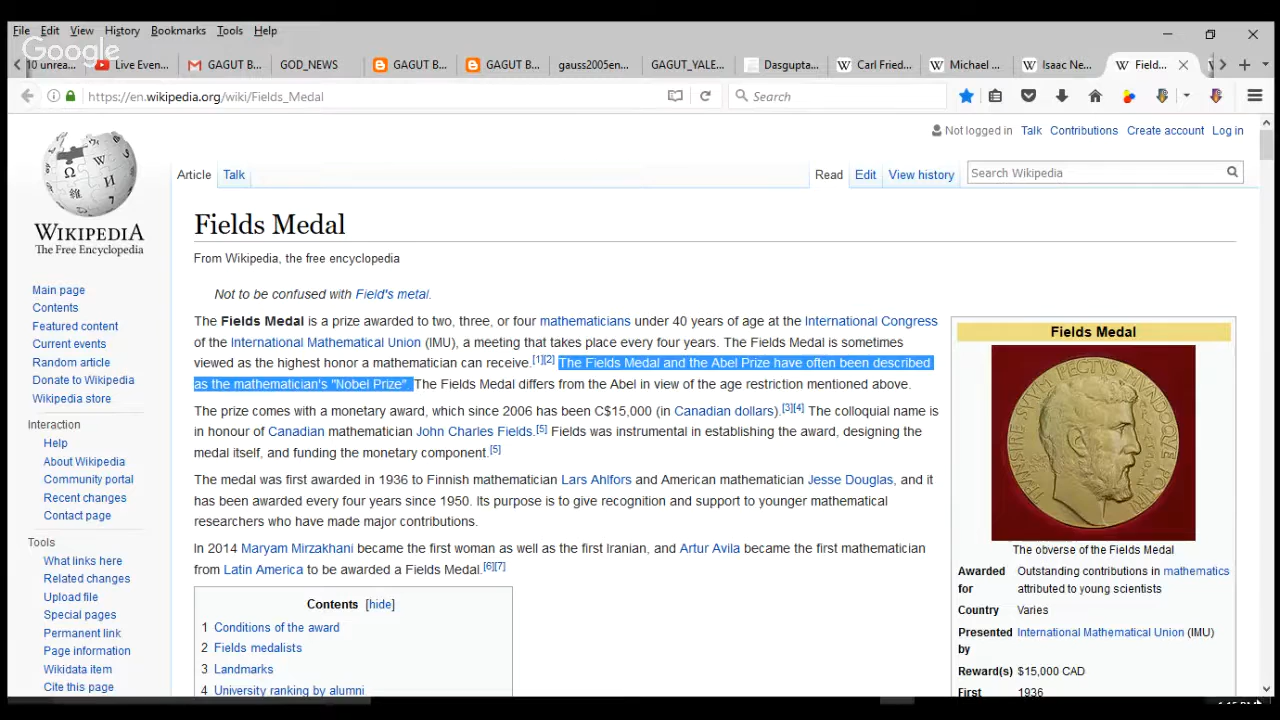 File Edit View History Bookmarks Tools Help
Google
10 unrea... Live Even... GAGUT B... GOD_NEWS GAGUT B... GAGUT B... gauss2005en... GAGUT_YALE... Dasgupta... Carl Fried... Michael ... Isaac Ne... Field...
https://en.wikipedia.org/wiki/Fields_Medal Search
Not logged in Talk Contributions Create account Log in
Article Talk Read Edit View history Search Wikipedia
WIKIPEDIA
The Free Encyclopedia
Main page
Contents
Featured content
Current events
Random article
Donate to Wikipedia
Wikipedia store
Interaction
Help
About Wikipedia
Community portal
Recent changes
Contact page
Tools
What links here
Related changes
Upload file
Special pages
Permanent link
Page information
Wikidata item
Cite this page
Fields Medal
From Wikipedia, the free encyclopedia
Not to be confused with Field's metal.
The Fields Medal is a prize awarded to two, three, or four mathematicians under 40 years of age at the International Congress
of the International Mathematical Union (IMU), a meeting that takes place every four years. The Fields Medal is sometimes
viewed as the highest honor a mathematician can receive.[1][2] The Fields Medal and the Abel Prize have often been described
as the mathematician's "Nobel Prize". The Fields Medal differs from the Abel in view of the age restriction mentioned above.
The prize comes with a monetary award, which since 2006 has been C$15,000 (in Canadian dollars).[3][4] The colloquial name is
in honour of Canadian mathematician John Charles Fields.[5] Fields was instrumental in establishing the award, designing the
medal itself, and funding the monetary component.[5]
The medal was first awarded in 1936 to Finnish mathematician Lars Ahlfors and American mathematician Jesse Douglas, and it
has been awarded every four years since 1950. Its purpose is to give recognition and support to younger mathematical
researchers who have made major contributions.
In 2014 Maryam Mirzakhani became the first woman as well as the first Iranian, and Artur Avila became the first mathematician
from Latin America to be awarded a Fields Medal.[6][7]
Contents [hide]
1 Conditions of the award
2 Fields medalists
3 Landmarks
4 University ranking by alumni
Fields Medal
TRANSIRE SUUM PECTUS MUNDOQUE POTIRI
The obverse of the Fields Medal
Awarded for Outstanding contributions in mathematics attributed to young scientists
Country Varies
Presented by International Mathematical Union (IMU)
Reward(s) $15,000 CAD
First 1936